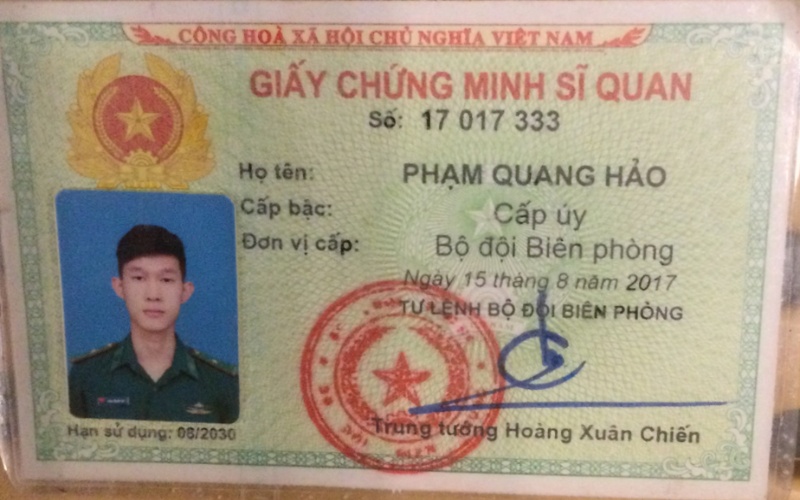 CỘNG HOÀ XÃ HỘI CHỦ NGHĨA VIỆT NAM
GIẤY CHỨNG MINH SĨ QUAN
Số: 17 017 333
Họ tên: PHẠM QUANG HẢO
Cấp bậc: Cấp úy
Đơn vị cấp: Bộ đội Biên phòng
Ngày 15 tháng 8 năm 2017
TƯ LỆNH BỘ ĐỘI BIÊN PHÒNG
Trung tướng Hoàng Xuân Chiến
Hạn sử dụng: 08/2030